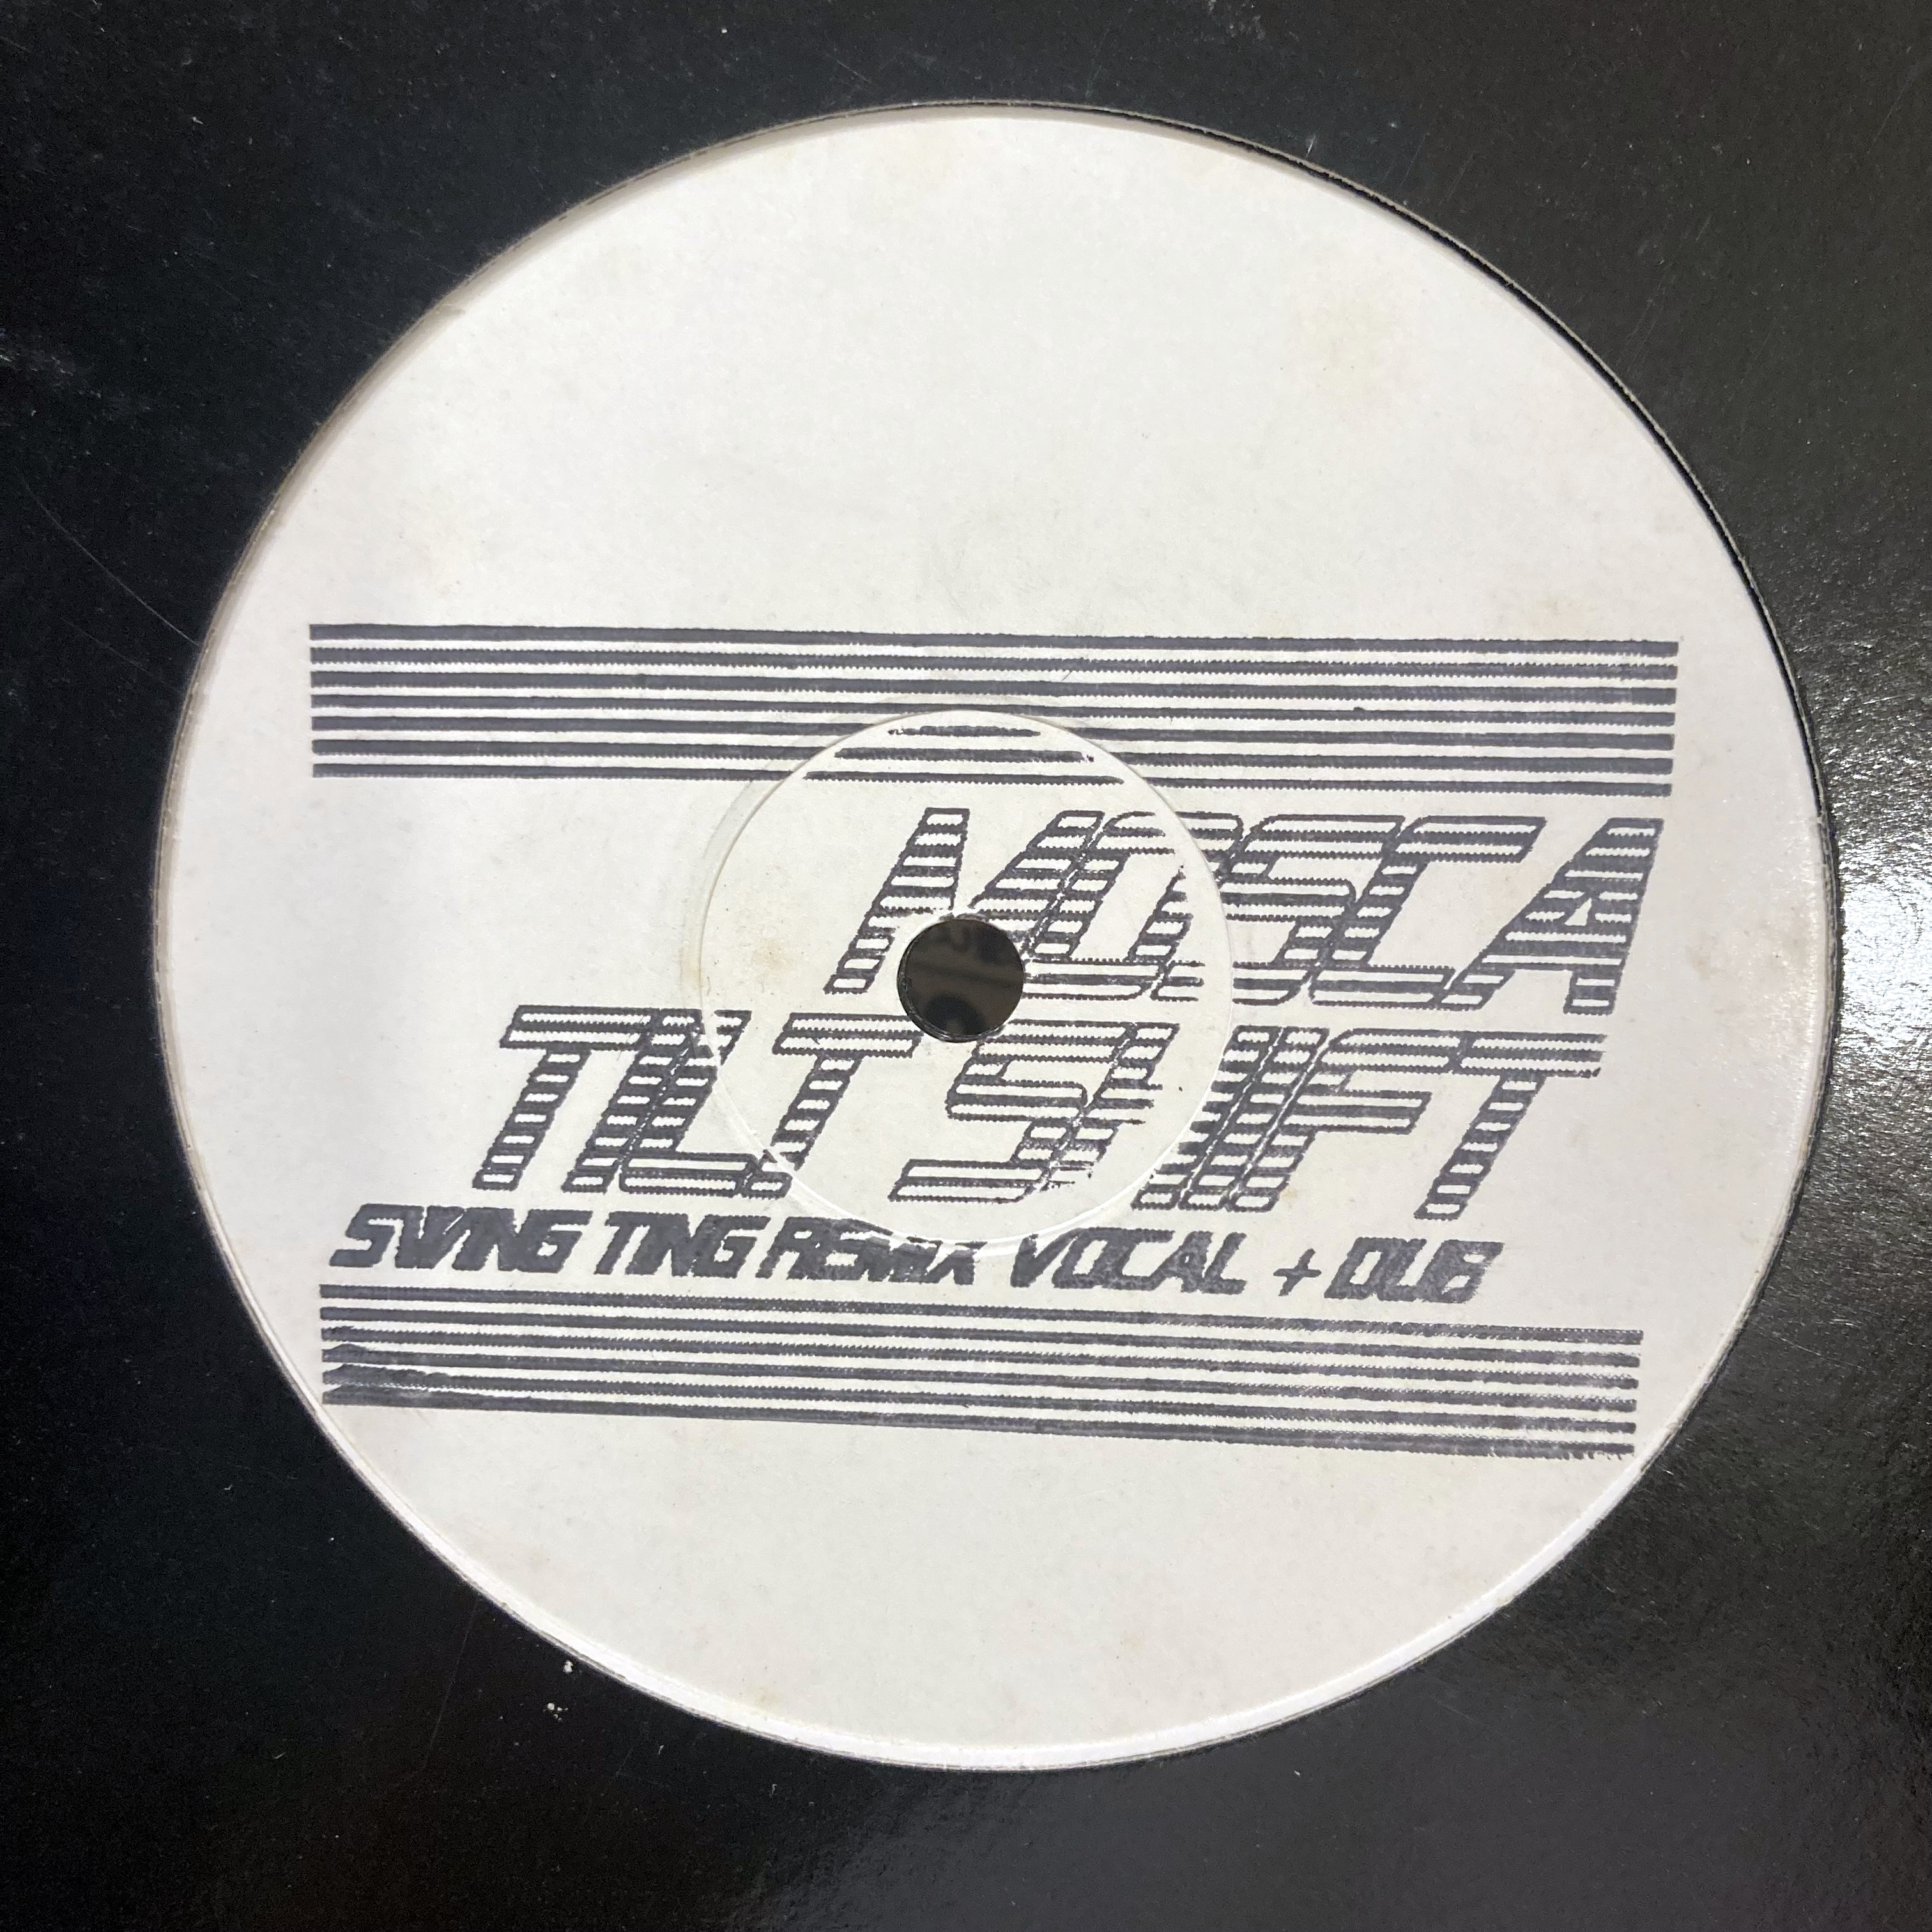 MOSCA
TILT SHIFT
SWING TING REMIX VOCAL + DUB